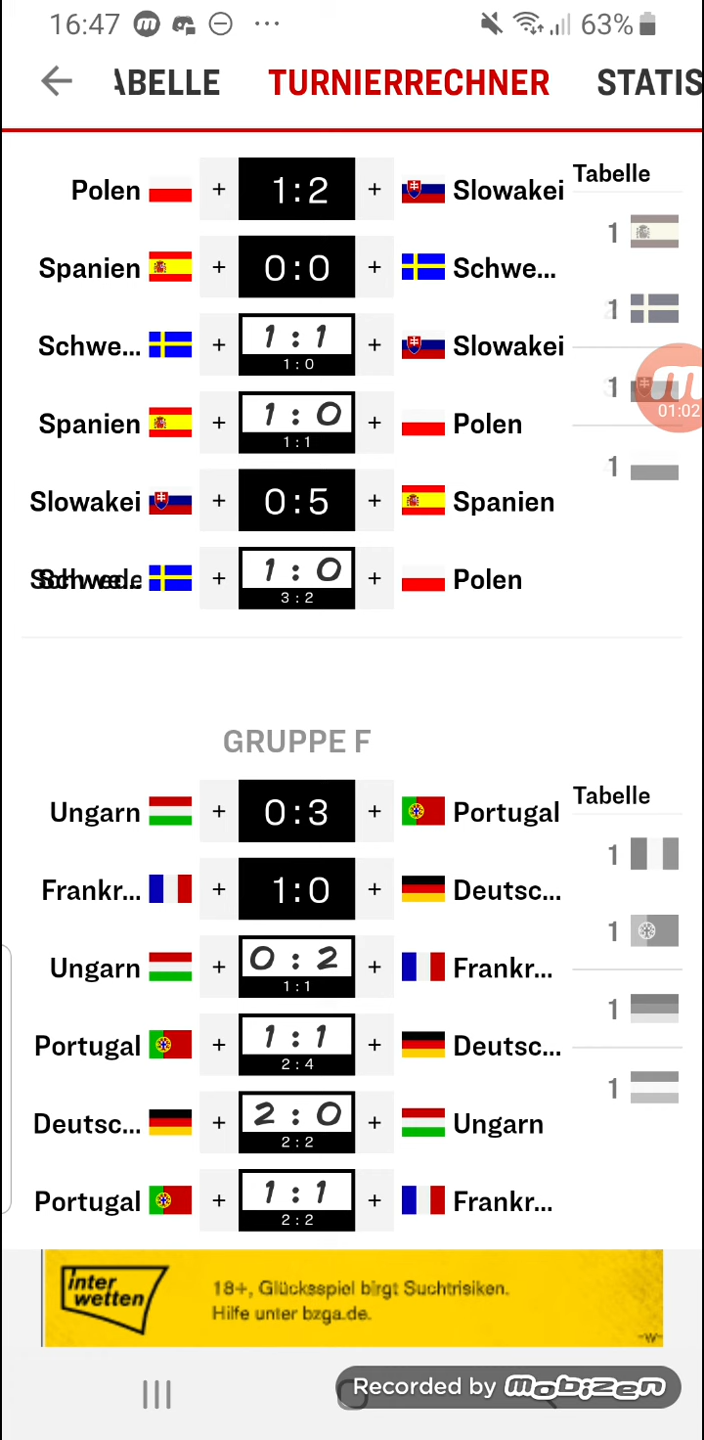 16:47 63%
ABELLE TURNIERRECHNER STATIS
Tabelle
Polen + 1:2 + Slowakei
1
Spanien + 0:0 + Schwe...
1
Schwe... + 1 : 1 + Slowakei
1:0
01:02
Spanien + 1 : 0 + Polen
1:1
1
Slowakei + 0:5 + Spanien
+ 1 : 0 + Polen
3:2
GRUPPE F
Tabelle
Ungarn + 0:3 + Portugal
1
Frankr... + 1:0 + Deutsc...
1
Ungarn + 0 : 2 + Frankr...
1:1
1
Portugal + 1 : 1 + Deutsc...
2:4
1
Deutsc... + 2 : 0 + Ungarn
2:2
Portugal + 1 : 1 + Frankr...
2:2
inter
wetten
18+, Glücksspiel birgt Suchtrisiken.
Hilfe unter bzga.de.
-W-
Recorded by mobizen